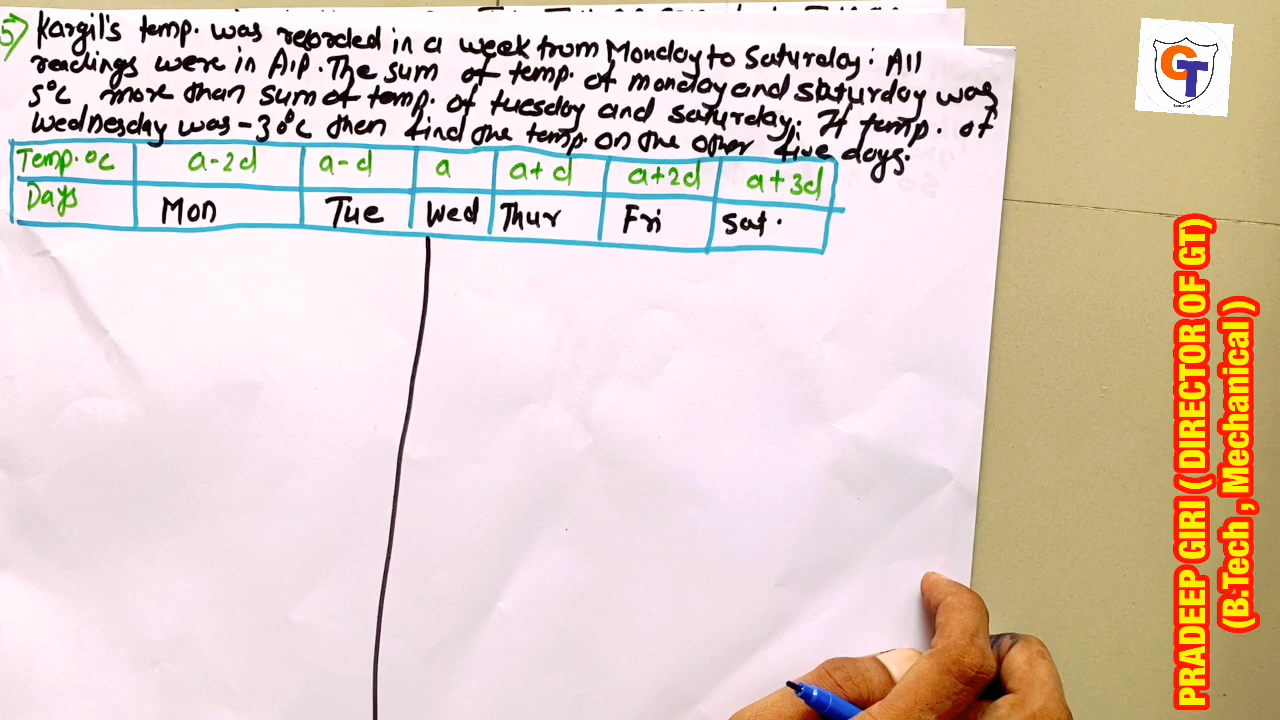 5) Kargil's temp. was recorded in a week from Monday to Saturday: All
readings were in A.P. The sum of temp. of monday and saturday was
5°C more than sum of temp. of tuesday and saturday. If temp. of
Wednesday was -30°C then find the temp. on the other five days.
Temp. °C a-2d a-d a a+d a+2d a+3d
Days Mon Tue Wed Thur Fri Sat.
GT
PRADEEP GIRI ( DIRECTOR OF GT)
(B.Tech , Mechanical )